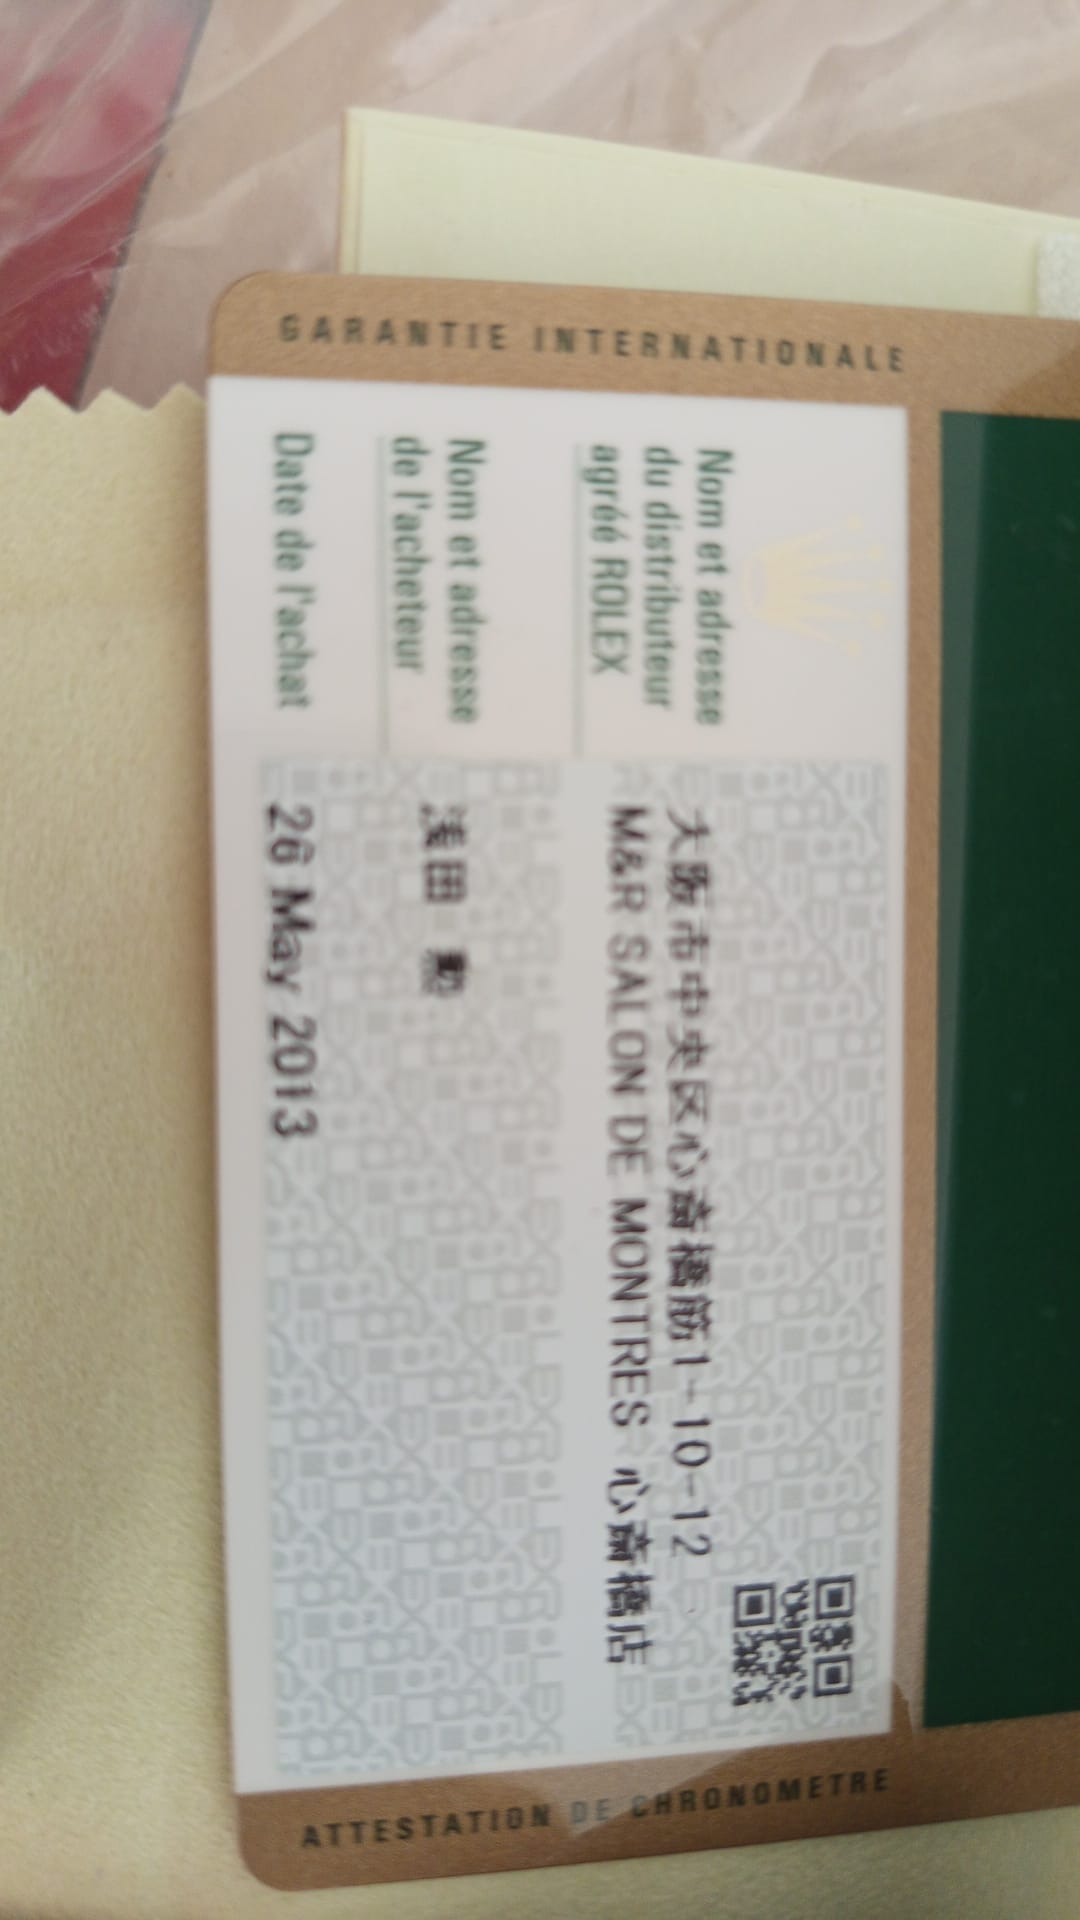 GARANTIE INTERNATIONALE
Nom et adresse
du distributeur
agréé ROLEX
大阪市中央区心斎橋筋1-10-12
M&R SALON DE MONTRES 心斎橋店
Nom et adresse
de l'acheteur
浅田 勲
Date de l'achat
26 May 2013
ATTESTATION DE CHRONOMETRE